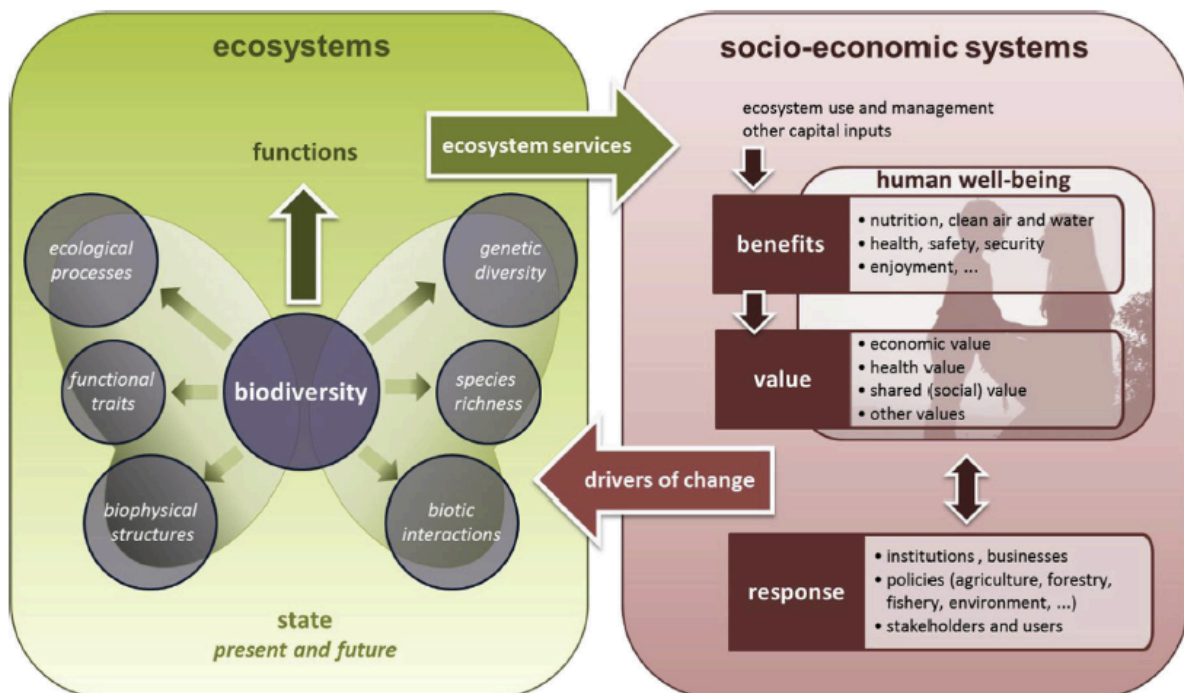 ecosystems
functions
ecological
processes
genetic
diversity
functional
traits
biodiversity
species
richness
biophysical
structures
biotic
interactions
state
present and future
ecosystem services
drivers of change
socio-economic systems
ecosystem use and management
other capital inputs
human well-being
benefits
• nutrition, clean air and water
• health, safety, security
• enjoyment, ...
value
• economic value
• health value
• shared (social) value
• other values
response
• institutions , businesses
• policies (agriculture, forestry,
fishery, environment, ...)
• stakeholders and users